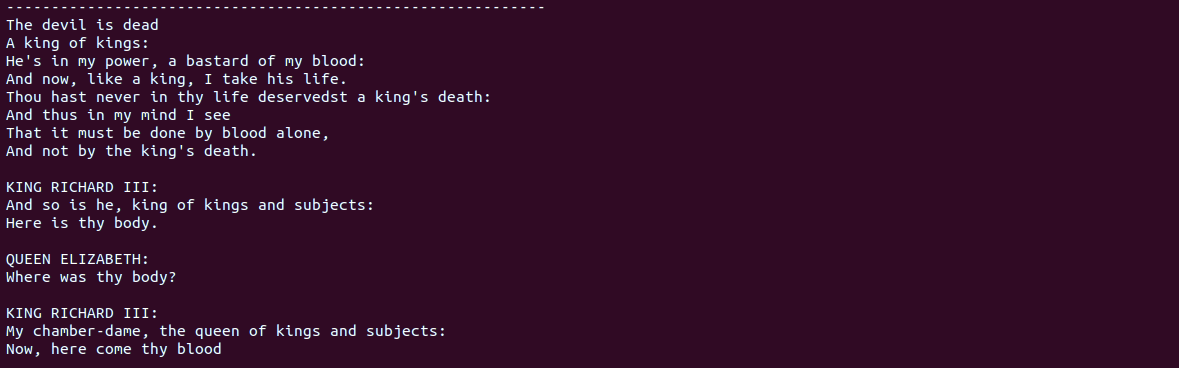 ------------------------------------------------------------
The devil is dead
A king of kings:
He's in my power, a bastard of my blood:
And now, like a king, I take his life.
Thou hast never in thy life deservedst a king's death:
And thus in my mind I see
That it must be done by blood alone,
And not by the king's death.

KING RICHARD III:
And so is he, king of kings and subjects:
Here is thy body.

QUEEN ELIZABETH:
Where was thy body?

KING RICHARD III:
My chamber-dame, the queen of kings and subjects:
Now, here come thy blood